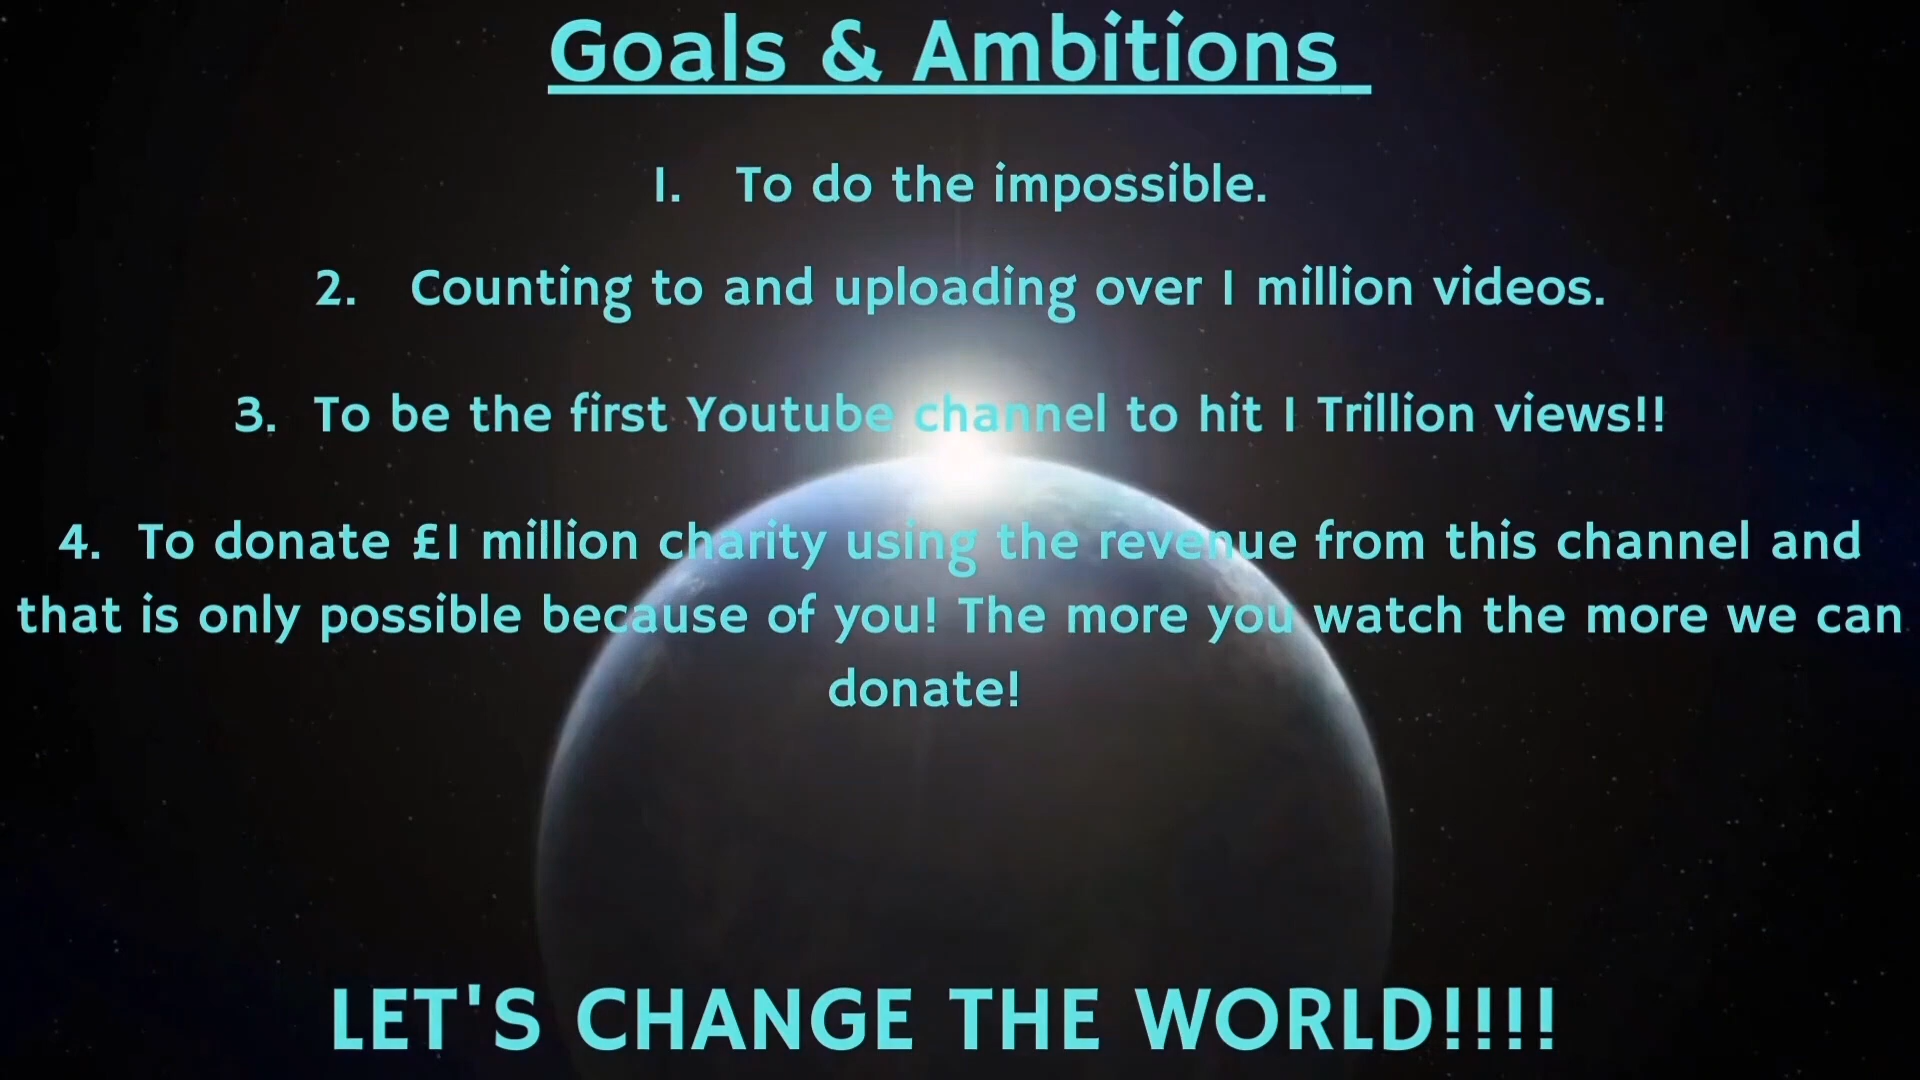 Goals & Ambitions
1. To do the impossible.
2. Counting to and uploading over 1 million videos.
3. To be the first Youtube channel to hit 1 Trillion views!!
4. To donate £1 million charity using the revenue from this channel and
that is only possible because of you! The more you watch the more we can
donate!
LET'S CHANGE THE WORLD!!!!